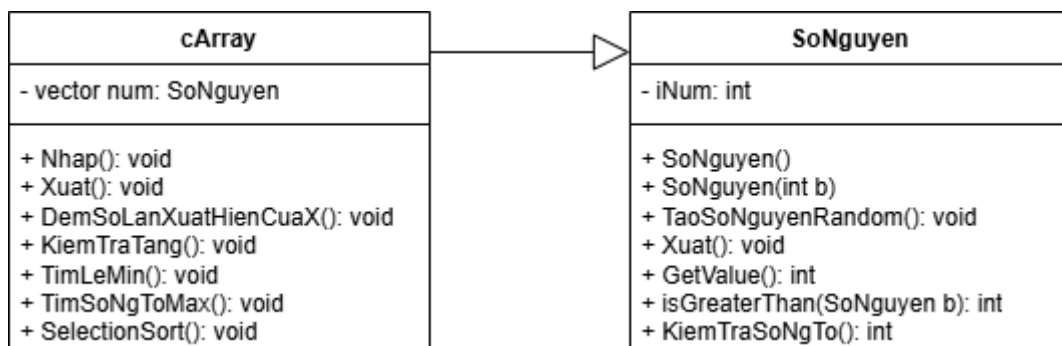 cArray
- vector num: SoNguyen
+ Nhap(): void
+ Xuat(): void
+ DemSoLanXuatHienCuaX(): void
+ KiemTraTang(): void
+ TimLeMin(): void
+ TimSoNgToMax(): void
+ SelectionSort(): void
SoNguyen
- iNum: int
+ SoNguyen()
+ SoNguyen(int b)
+ TaoSoNguyenRandom(): void
+ Xuat(): void
+ GetValue(): int
+ isGreaterThan(SoNguyen b): int
+ KiemTraSoNgTo(): int